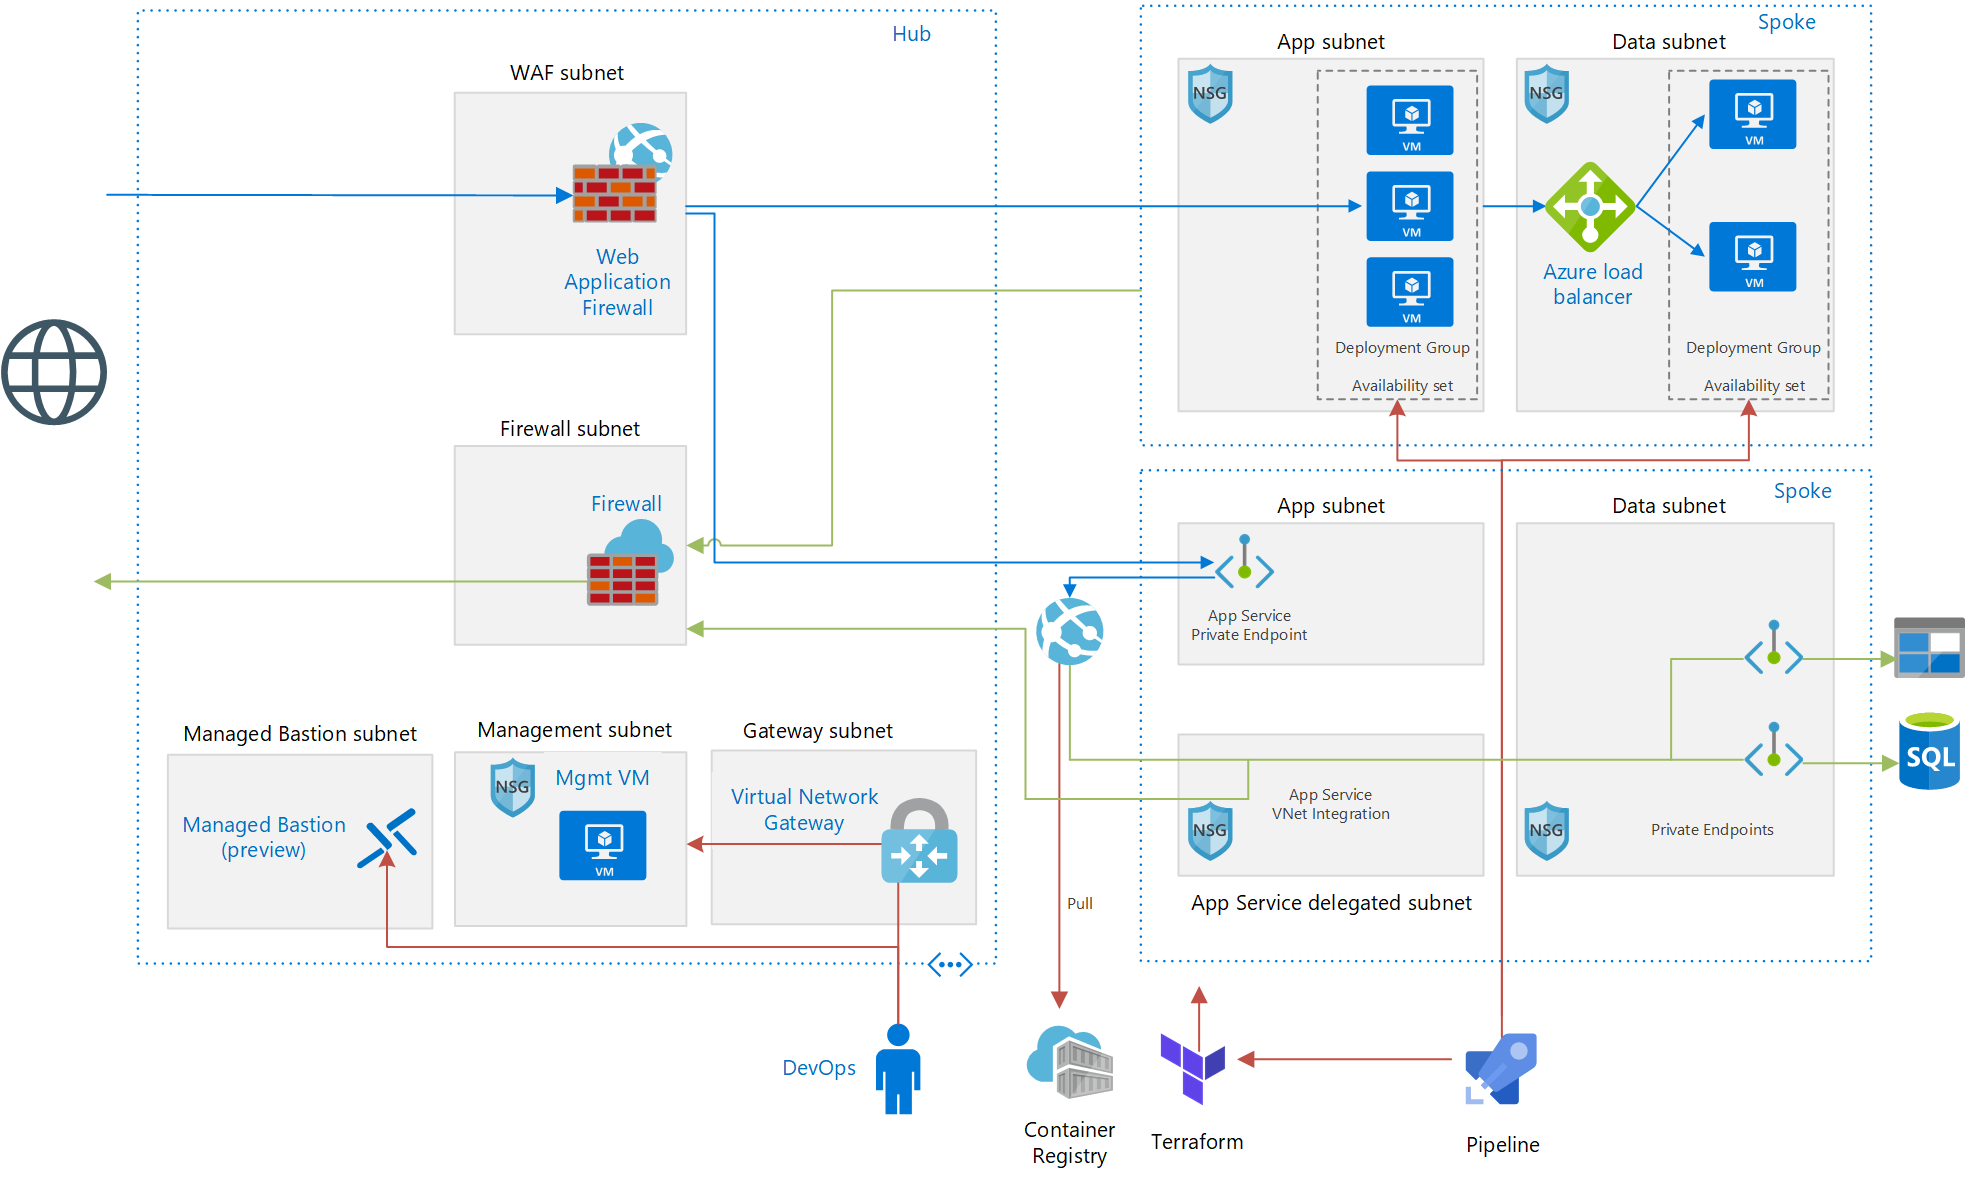 Hub
WAF subnet
Web
Application
Firewall
Firewall subnet
Firewall
Managed Bastion subnet
Managed Bastion
(preview)
Management subnet
NSG
Mgmt VM
VM
Gateway subnet
Virtual Network
Gateway
DevOps
Spoke
App subnet
NSG
VM
VM
VM
Deployment Group
Availability set
Data subnet
NSG
Azure load
balancer
VM
VM
Deployment Group
Availability set
Spoke
App subnet
App Service
Private Endpoint
App Service
VNet Integration
NSG
App Service delegated subnet
Data subnet
NSG
Private Endpoints
SQL
Pull
Container
Registry
Terraform
Pipeline